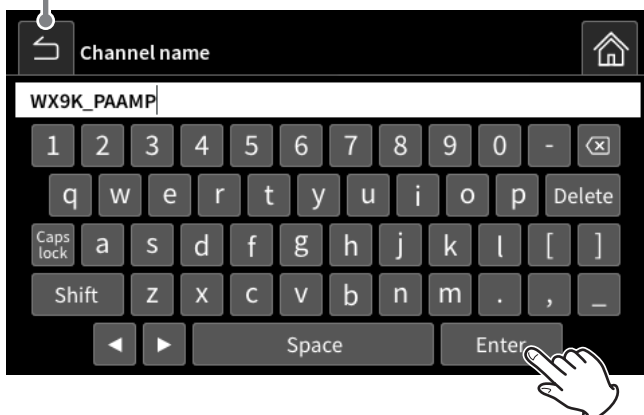 Channel name
WX9K_PAAMP
1 2 3 4 5 6 7 8 9 0 -
q w e r t y u i o p Delete
Caps lock a s d f g h j k l [ ]
Shift z x c v b n m . , _
Space Enter